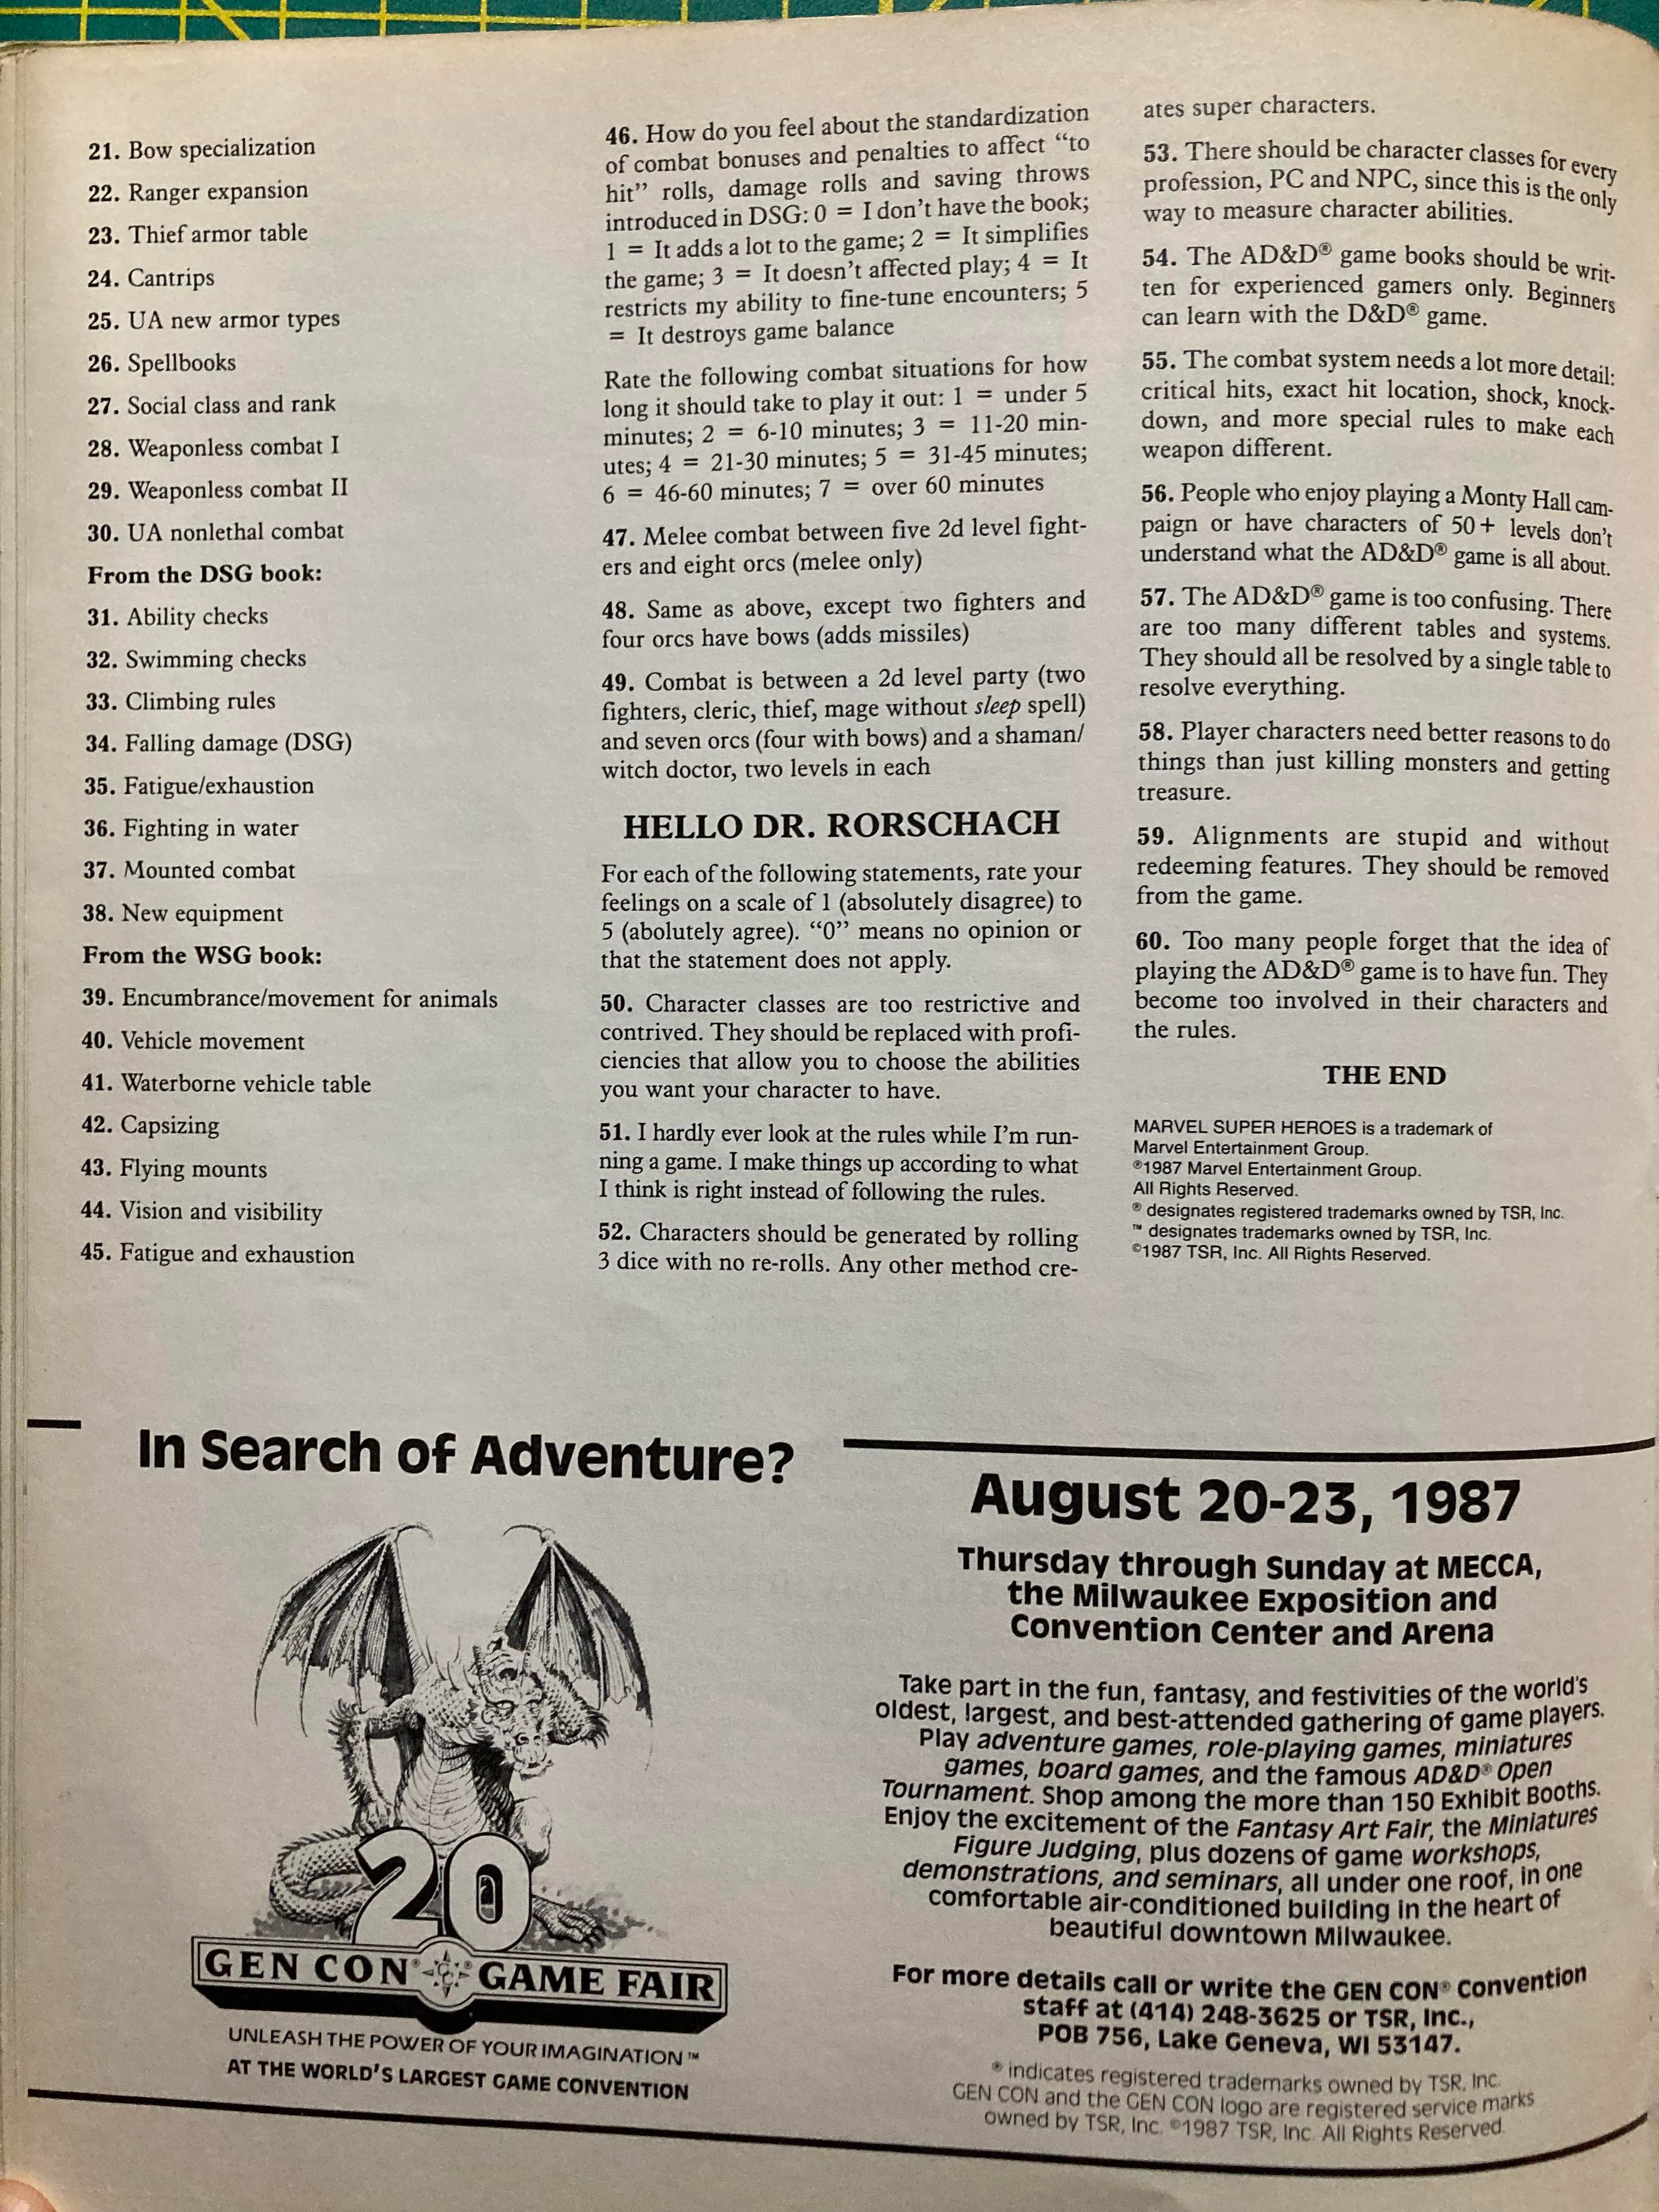 21. Bow specialization
22. Ranger expansion
23. Thief armor table
24. Cantrips
25. UA new armor types
26. Spellbooks
27. Social class and rank
28. Weaponless combat I
29. Weaponless combat II
30. UA nonlethal combat
From the DSG book:
31. Ability checks
32. Swimming checks
33. Climbing rules
34. Falling damage (DSG)
35. Fatigue/exhaustion
36. Fighting in water
37. Mounted combat
38. New equipment
From the WSG book:
39. Encumbrance/movement for animals
40. Vehicle movement
41. Waterborne vehicle table
42. Capsizing
43. Flying mounts
44. Vision and visibility
45. Fatigue and exhaustion
46. How do you feel about the standardization
of combat bonuses and penalties to affect “to
hit” rolls, damage rolls and saving throws
introduced in DSG: 0 = I don’t have the book;
1 = It adds a lot to the game; 2 = It simplifies
the game; 3 = It doesn’t affected play; 4 = It
restricts my ability to fine-tune encounters; 5
= It destroys game balance
Rate the following combat situations for how
long it should take to play it out: 1 = under 5
minutes; 2 = 6-10 minutes; 3 = 11-20 min-
utes; 4 = 21-30 minutes; 5 = 31-45 minutes;
6 = 46-60 minutes; 7 = over 60 minutes
47. Melee combat between five 2d level fight-
ers and eight orcs (melee only)
48. Same as above, except two fighters and
four orcs have bows (adds missiles)
49. Combat is between a 2d level party (two
fighters, cleric, thief, mage without sleep spell)
and seven orcs (four with bows) and a shaman/
witch doctor, two levels in each
HELLO DR. RORSCHACH
For each of the following statements, rate your
feelings on a scale of 1 (absolutely disagree) to
5 (abolutely agree). “0” means no opinion or
that the statement does not apply.
50. Character classes are too restrictive and
contrived. They should be replaced with profi-
ciencies that allow you to choose the abilities
you want your character to have.
51. I hardly ever look at the rules while I’m run-
ning a game. I make things up according to what
I think is right instead of following the rules.
52. Characters should be generated by rolling
3 dice with no re-rolls. Any other method cre-
ates super characters.
53. There should be character classes for every
profession, PC and NPC, since this is the only
way to measure character abilities.
54. The AD&D® game books should be writ-
ten for experienced gamers only. Beginners
can learn with the D&D® game.
55. The combat system needs a lot more detail:
critical hits, exact hit location, shock, knock-
down, and more special rules to make each
weapon different.
56. People who enjoy playing a Monty Hall cam-
paign or have characters of 50+ levels don’t
understand what the AD&D® game is all about.
57. The AD&D® game is too confusing. There
are too many different tables and systems.
They should all be resolved by a single table to
resolve everything.
58. Player characters need better reasons to do
things than just killing monsters and getting
treasure.
59. Alignments are stupid and without
redeeming features. They should be removed
from the game.
60. Too many people forget that the idea of
playing the AD&D® game is to have fun. They
become too involved in their characters and
the rules.
THE END
MARVEL SUPER HEROES is a trademark of
Marvel Entertainment Group.
®1987 Marvel Entertainment Group.
All Rights Reserved.
® designates registered trademarks owned by TSR, Inc.
™ designates trademarks owned by TSR, Inc.
©1987 TSR, Inc. All Rights Reserved.
In Search of Adventure?
20
GEN CON® GAME FAIR
UNLEASH THE POWER OF YOUR IMAGINATION™
AT THE WORLD’S LARGEST GAME CONVENTION
August 20-23, 1987
Thursday through Sunday at MECCA,
the Milwaukee Exposition and
Convention Center and Arena
Take part in the fun, fantasy, and festivities of the world’s
oldest, largest, and best-attended gathering of game players.
Play adventure games, role-playing games, miniatures
games, board games, and the famous AD&D® Open
Tournament. Shop among the more than 150 Exhibit Booths.
Enjoy the excitement of the Fantasy Art Fair, the Miniatures
Figure Judging, plus dozens of game workshops,
demonstrations, and seminars, all under one roof, in one
comfortable air-conditioned building in the heart of
beautiful downtown Milwaukee.
For more details call or write the GEN CON® Convention
staff at (414) 248-3625 or TSR, Inc.,
POB 756, Lake Geneva, WI 53147.
® indicates registered trademarks owned by TSR, Inc.
GEN CON and the GEN CON logo are registered service marks
owned by TSR, Inc. ©1987 TSR, Inc. All Rights Reserved.